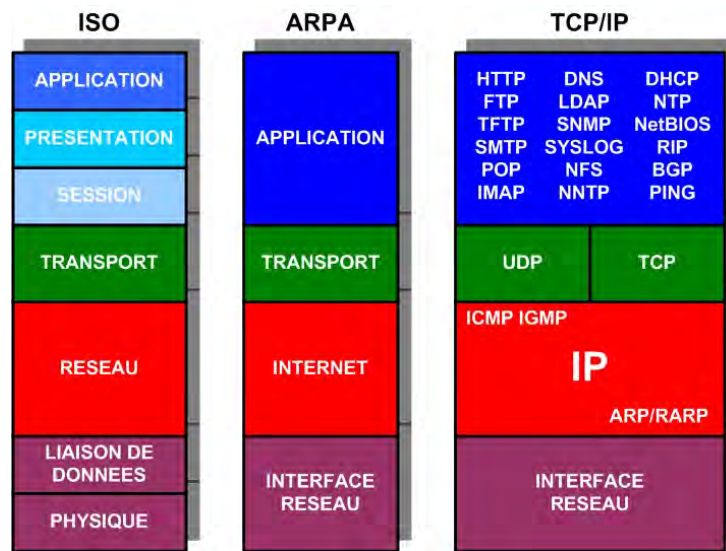 ISO
APPLICATION
PRESENTATION
SESSION
TRANSPORT
RESEAU
LIAISON DE
DONNEES
PHYSIQUE
ARPA
APPLICATION
TRANSPORT
INTERNET
INTERFACE
RESEAU
TCP/IP
HTTP DNS DHCP
FTP LDAP NTP
TFTP SNMP NetBIOS
SMTP SYSLOG RIP
POP NFS BGP
IMAP NNTP PING
UDP TCP
ICMP IGMP
IP
ARP/RARP
INTERFACE
RESEAU